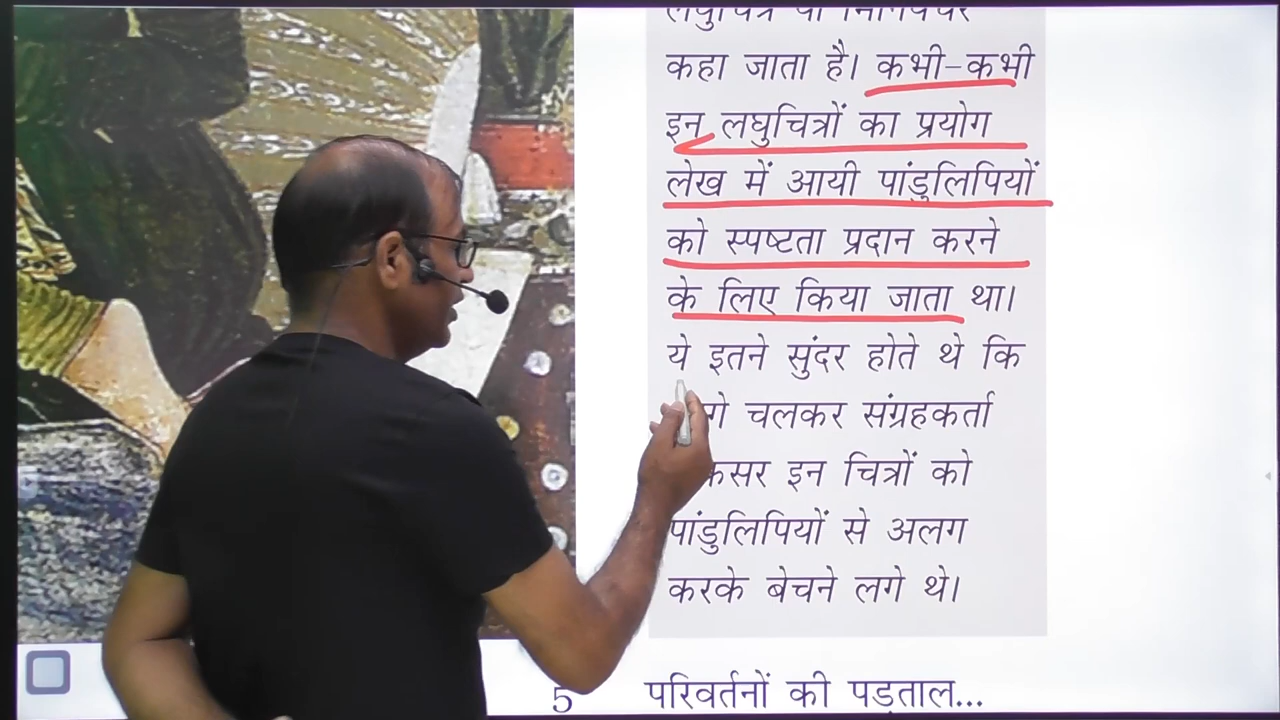 कहा जाता है। कभी-कभी
इन लघुचित्रों का प्रयोग
लेख में आयी पांडुलिपियों
को स्पष्टता प्रदान करने
के लिए किया जाता था।
ये इतने सुंदर होते थे कि
चलकर संग्रहकर्ता
इन चित्रों को
पांडुलिपियों से अलग
करके बेचने लगे थे।
5 परिवर्तनों की पड़ताल...